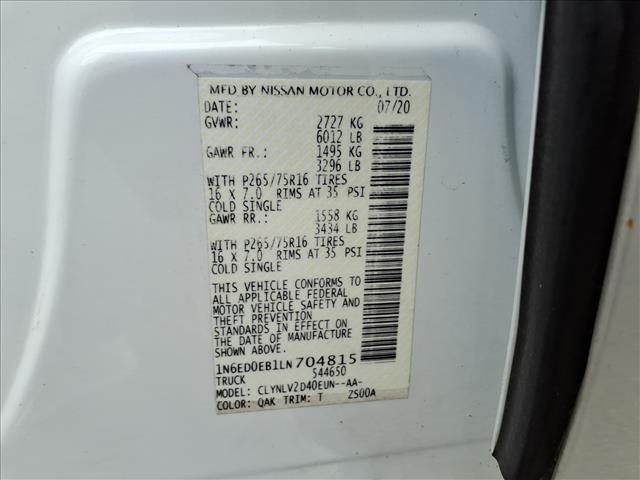 MFD BY NISSAN MOTOR CO., LTD.
DATE: 07/20
GVWR: 2727 KG
6012 LB
GAWR FR.: 1495 KG
3296 LB
WITH P265/75R16 TIRES
16 X 7.0 RIMS AT 35 PSI
COLD SINGLE
GAWR RR.: 1558 KG
3434 LB
WITH P265/75R16 TIRES
16 X 7.0 RIMS AT 35 PSI
COLD SINGLE
THIS VEHICLE CONFORMS TO
ALL APPLICABLE FEDERAL
MOTOR VEHICLE SAFETY AND
THEFT PREVENTION
STANDARDS IN EFFECT ON
THE DATE OF MANUFACTURE
SHOWN ABOVE.
1N6ED0EB1LN704815
TRUCK 544650
MODEL: CLYNLV2D40EUN--AA-
COLOR: QAK TRIM: T ZS00A